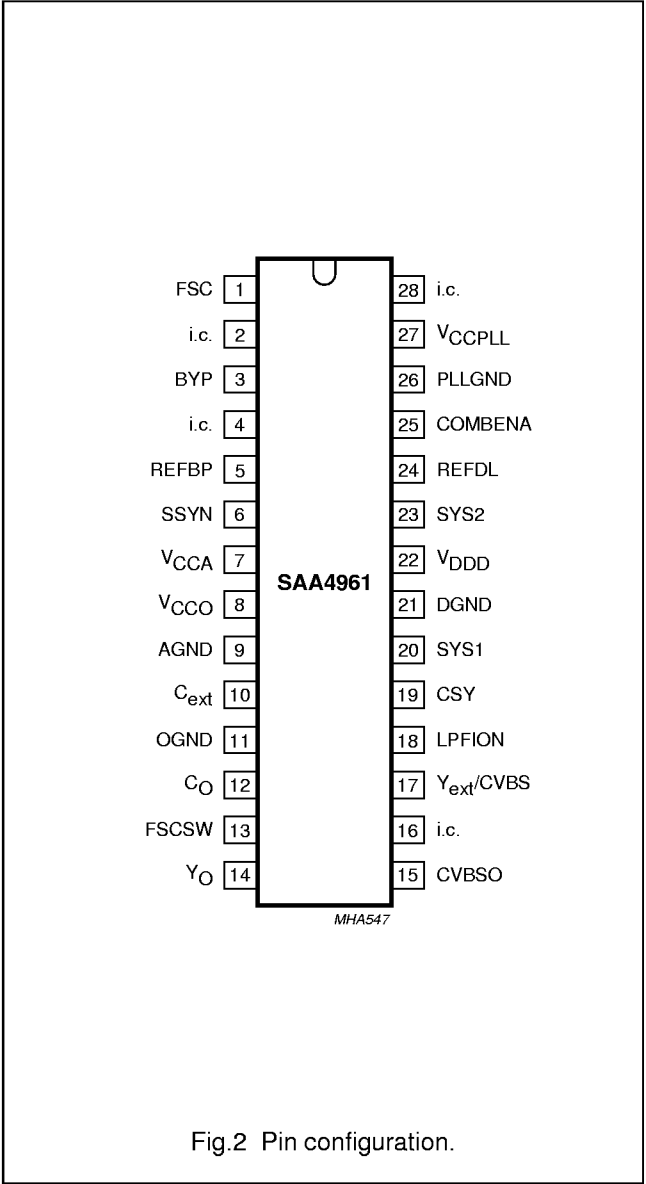 FSC 1 28 i.c.
i.c. 2 27 VCCPLL
BYP 3 26 PLLGND
i.c. 4 25 COMBENA
REFBP 5 24 REFDL
SSYN 6 23 SYS2
VCCA 7 22 VDDD
SAA4961
VCCO 8 21 DGND
AGND 9 20 SYS1
Cext 10 19 CSY
OGND 11 18 LPFION
CO 12 17 Yext/CVBS
FSCSW 13 16 i.c.
YO 14 15 CVBSO
MHA547
Fig.2 Pin configuration.